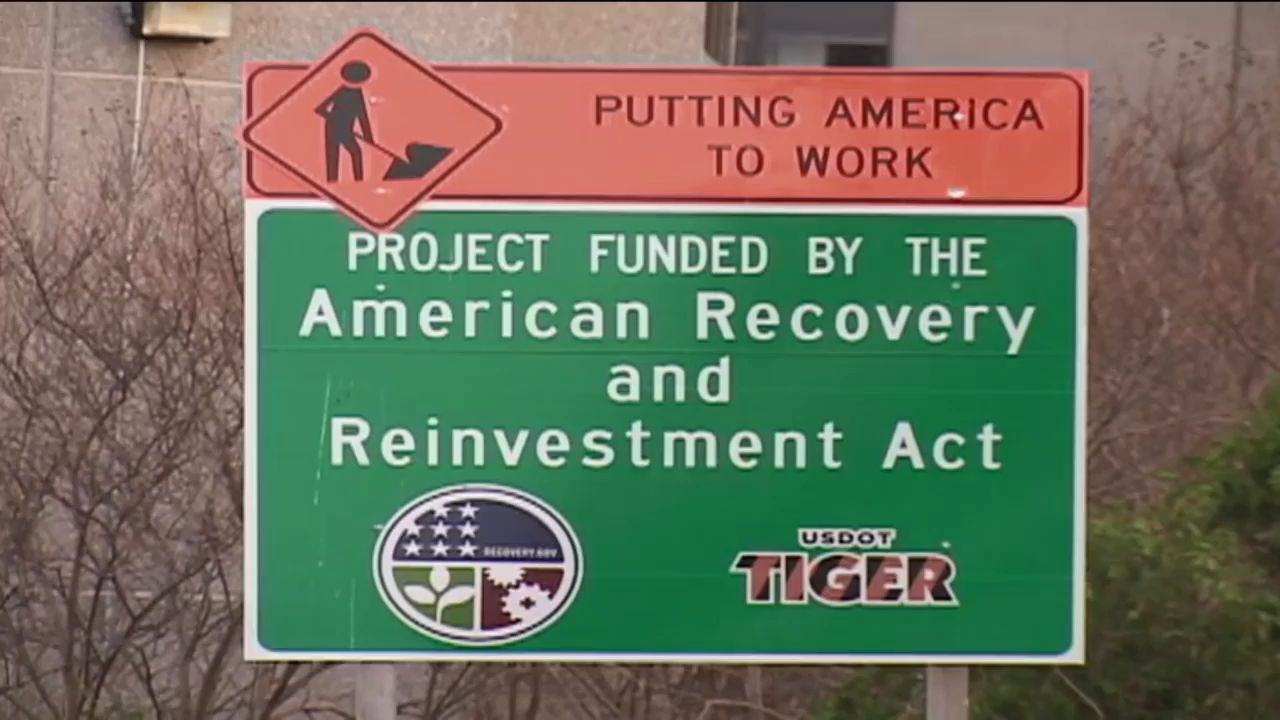 PUTTING AMERICA
TO WORK
PROJECT FUNDED BY THE
American Recovery
and
Reinvestment Act
RECOVERY.GOV
USDOT
TIGER